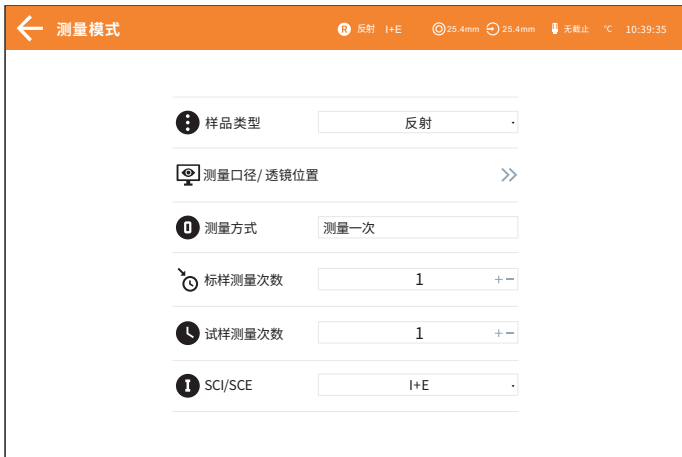 测量模式 R 反射 I+E 25.4mm 25.4mm 无截止 ℃ 10:39:35
样品类型 反射
测量口径/ 透镜位置
测量方式 测量一次
标样测量次数 1 +−
试样测量次数 1 +−
I SCI/SCE I+E